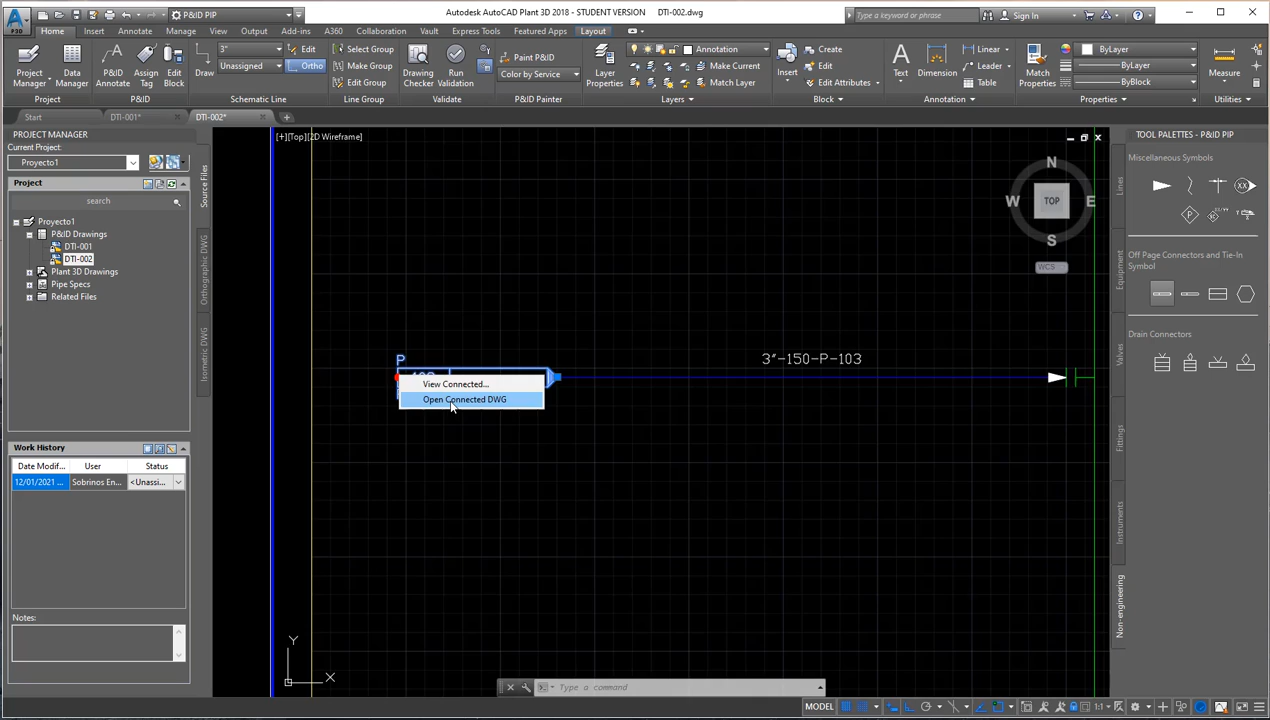 P3D
P&ID PIP
Autodesk AutoCAD Plant 3D 2018 - STUDENT VERSION DTI-002.dwg
Type a keyword or phrase
Sign In
Home Insert Annotate Manage View Output Add-ins A360 Collaboration Vault Express Tools Featured Apps Layout
Project Manager
Data Manager
Project
P&ID Annotate
Assign Tag
Edit Block
P&ID
Draw
3"
Unassigned
Edit
Ortho
Schematic Line
Select Group
Make Group
Edit Group
Line Group
Drawing Checker
Run Validation
Validate
Paint P&ID
Color by Service
P&ID Painter
Layer Properties
Annotation
Make Current
Match Layer
Layers
Insert
Create
Edit
Edit Attributes
Block
Text
Dimension
Linear
Leader
Table
Annotation
Match Properties
ByLayer
ByLayer
ByBlock
Properties
Measure
Utilities
Start DTI-001* DTI-002*
PROJECT MANAGER
Current Project:
Proyecto1
Project
search
Proyecto1
P&ID Drawings
DTI-001
DTI-002
Plant 3D Drawings
Pipe Specs
Related Files
Source Files
Orthographic DWG
Isometric DWG
Work History
Date Modif... User Status
12/01/2021 ... Sobrinos En... <Unassi...
Notes:
[+][Top][2D Wireframe]
N
W TOP E
S
WCS
P
3"-150-P-103
View Connected...
Open Connected DWG
Y
X
Type a command
TOOL PALETTES - P&ID PIP
Miscellaneous Symbols
Off Page Connectors and Tie-In Symbol
Drain Connectors
Lines
Equipment
Valves
Fittings
Instruments
Non-engineering
MODEL
1:1